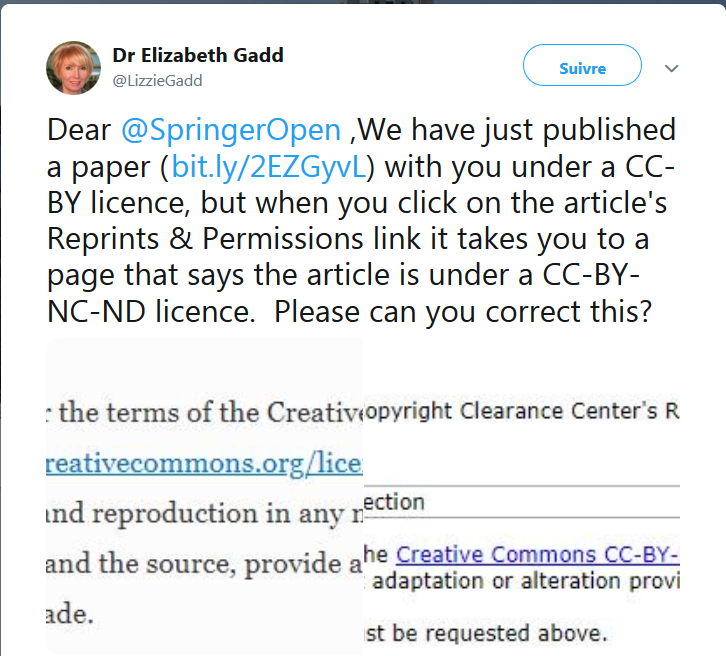 Dr Elizabeth Gadd
@LizzieGadd
Suivre
Dear @SpringerOpen ,We have just published
a paper (bit.ly/2EZGyvL) with you under a CC-
BY licence, but when you click on the article's
Reprints & Permissions link it takes you to a
page that says the article is under a CC-BY-
NC-ND licence.  Please can you correct this?
r the terms of the Creativ
reativecommons.org/lice
and reproduction in any
and the source, provide a
ade.
opyright Clearance Center's R
ection
he Creative Commons CC-BY-
adaptation or alteration provi
st be requested above.